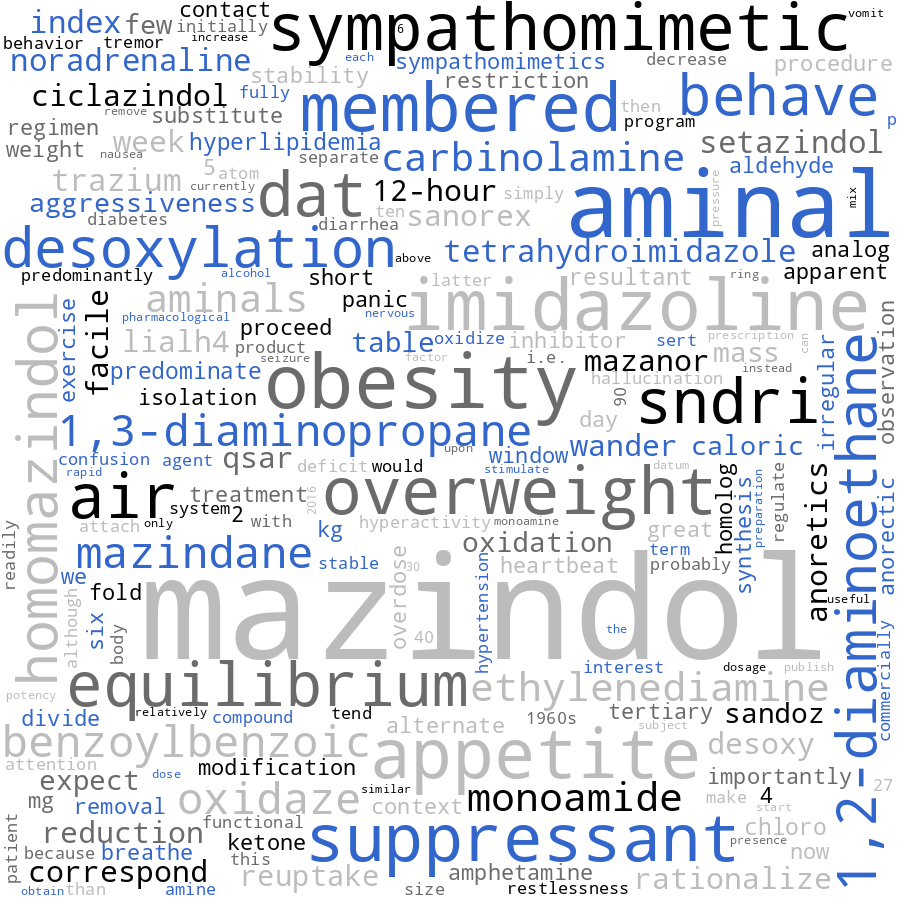 sympathomimetic
contact
vomit
index
few
initially
6
increase
behavior
tremor
each
noradrenaline
sympathomimetics
decrease
procedure
stability
restriction
behave
ciclazindol
fully
membered
then
p
remove
substitute
program
regimen
week
hyperlipidemia
setazindol
weight
nausea
separate
carbinolamine
aldehyde
5
atom
trazium
currently
dat
12-hour
simply
aminal
pressure
mix
aggressiveness
ten
sanorex
diabetes
diarrhea
desoxylation
above
tetrahydroimidazole
analog
predominantly
alcohol
short
latter
resultant
ring
apparent
homomazindol
exercise
facile
aminals
panic
imidazoline
pharmacological
nervous
proceed
observation
lialh4
product
table
oxidize
inhibitor
sert
prescription
can
mass
irregular
1,2-diaminoethane
seizure
factor
i.e.
mazanor
instead
predominate
obesity
hallucination
isolation
90
sndri
day
1,3-diaminopropane
upon
window
wander
caloric
confusion
agent
qsar
deficit
would
stimulate
datum
rapid
air
treatment
2016
overweight
homolog
synthesis
preparation
regulate
anoretics
anorectic
system
2
attach
only
with
kg
hyperactivity
monoamine
great
readily
mazindane
stable
oxidation
term
probably
we
fold
mazindol
overdose
30
heartbeat
useful
although
six
body
40
hypertension
the
commercially
equilibrium
interest
dosage
publish
potency
ethylenediamine
divide
relatively
compound
tend
alternate
1960s
tertiary
subject
sandoz
benzoylbenzoic
appetite
desoxy
attention
expect
dose
modification
importantly
27
mg
removal
oxidaze
similar
context
monoamide
make
4
start
patient
reduction
functional
suppressant
chloro
because
breathe
ketone
this
presence
now
correspond
reuptake
amphetamine
rationalize
obtain
than
amine
size
restlessness